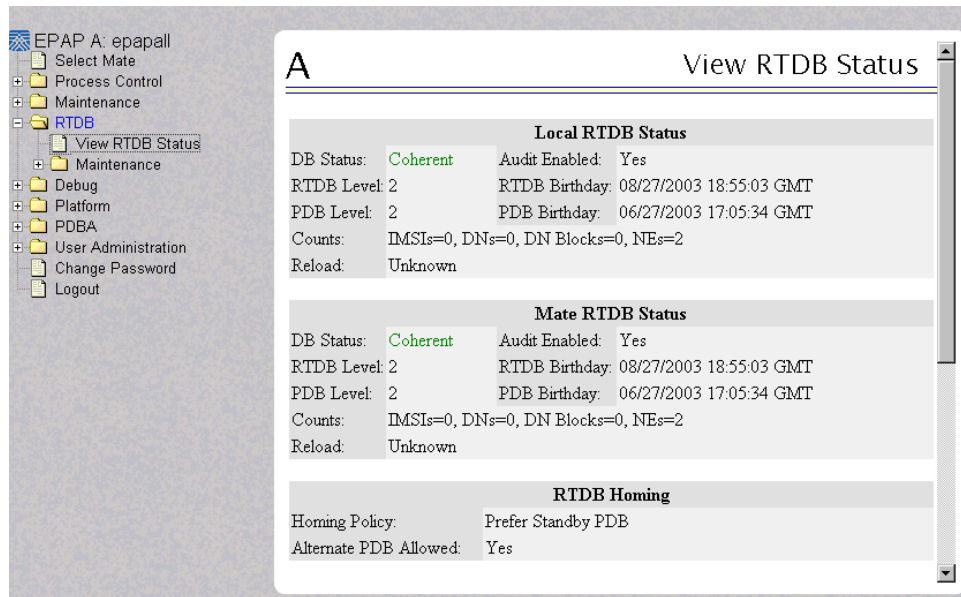 EPAP A: epapall
Select Mate
Process Control
Maintenance
RTDB
View RTDB Status
Maintenance
Debug
Platform
PDBA
User Administration
Change Password
Logout
A View RTDB Status
Local RTDB Status
DB Status: Coherent Audit Enabled: Yes
RTDB Level: 2 RTDB Birthday: 08/27/2003 18:55:03 GMT
PDB Level: 2 PDB Birthday: 06/27/2003 17:05:34 GMT
Counts: IMSIs=0, DNs=0, DN Blocks=0, NEs=2
Reload: Unknown
Mate RTDB Status
DB Status: Coherent Audit Enabled: Yes
RTDB Level: 2 RTDB Birthday: 08/27/2003 18:55:03 GMT
PDB Level: 2 PDB Birthday: 06/27/2003 17:05:34 GMT
Counts: IMSIs=0, DNs=0, DN Blocks=0, NEs=2
Reload: Unknown
RTDB Homing
Homing Policy: Prefer Standby PDB
Alternate PDB Allowed: Yes